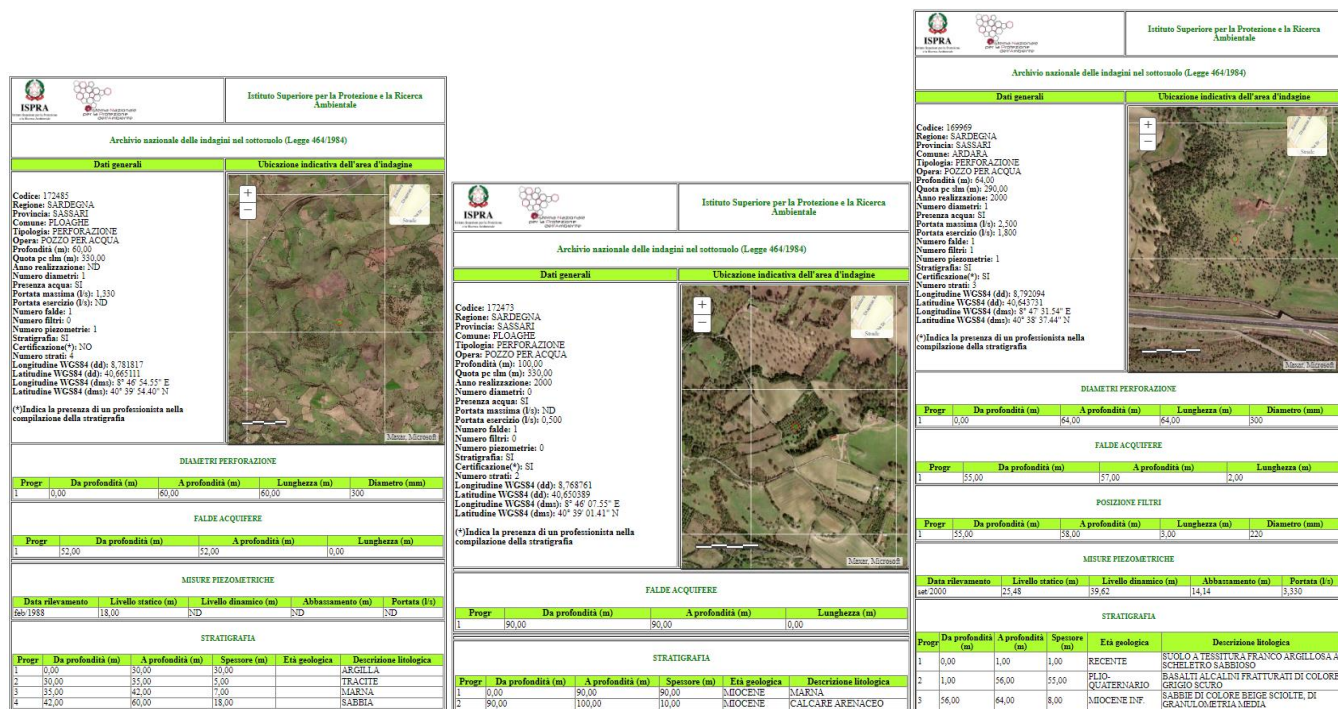 ISPRA
Istituto Superiore per la Protezione e la Ricerca
Ambientale
Archivio nazionale delle indagini nel sottosuolo (Legge 464/1984)
Dati generali Ubicazione indicativa dell'area d'indagine
Codice: 172485
Regione: SARDEGNA
Provincia: SASSARI
Comune: PLOAGHE
Tipologia: PERFORAZIONE
Opera: POZZO PER ACQUA
Profondità (m): 60,00
Quota pc slm (m): 330,00
Anno realizzazione: ND
Numero diametri: 1
Presenza acqua: SI
Portata massima (l/s): 1,330
Portata esercizio (l/s): ND
Numero falde: 1
Numero filtri: 0
Numero piezometrie: 1
Stratigrafia: SI
Certificazione(*): NO
Numero strati: 4
Longitudine WGS84 (dd): 8,781817
Latitudine WGS84 (dd): 40,665111
Longitudine WGS84 (dms): 8° 46' 54.55" E
Latitudine WGS84 (dms): 40° 39' 54.40" N
(*)Indica la presenza di un professionista nella
compilazione della stratigrafia
+
−
Strade
Maxar, Microsoft
DIAMETRI PERFORAZIONE
Progr Da profondità (m) A profondità (m) Lunghezza (m) Diametro (mm)
1 0,00 60,00 60,00 300
FALDE ACQUIFERE
Progr Da profondità (m) A profondità (m) Lunghezza (m)
1 52,00 52,00 0,00
MISURE PIEZOMETRICHE
Data rilevamento Livello statico (m) Livello dinamico (m) Abbassamento (m) Portata (l/s)
feb/1988 18,00 ND ND ND
STRATIGRAFIA
Progr Da profondità (m) A profondità (m) Spessore (m) Età geologica Descrizione litologica
1 0,00 30,00 30,00 ARGILLA
2 30,00 35,00 5,00 TRACITE
3 35,00 42,00 7,00 MARNA
4 42,00 60,00 18,00 SABBIA
ISPRA
Istituto Superiore per la Protezione e la Ricerca
Ambientale
Archivio nazionale delle indagini nel sottosuolo (Legge 464/1984)
Dati generali Ubicazione indicativa dell'area d'indagine
Codice: 172473
Regione: SARDEGNA
Provincia: SASSARI
Comune: PLOAGHE
Tipologia: PERFORAZIONE
Opera: POZZO PER ACQUA
Profondità (m): 100,00
Quota pc slm (m): 330,00
Anno realizzazione: 2000
Numero diametri: 0
Presenza acqua: SI
Portata massima (l/s): ND
Portata esercizio (l/s): 0,500
Numero falde: 1
Numero filtri: 0
Numero piezometrie: 0
Stratigrafia: SI
Certificazione(*): SI
Numero strati: 2
Longitudine WGS84 (dd): 8,768761
Latitudine WGS84 (dd): 40,650389
Longitudine WGS84 (dms): 8° 46' 07.55" E
Latitudine WGS84 (dms): 40° 39' 01.41" N
(*)Indica la presenza di un professionista nella
compilazione della stratigrafia
+
−
Strade
Maxar, Microsoft
FALDE ACQUIFERE
Progr Da profondità (m) A profondità (m) Lunghezza (m)
1 90,00 90,00 0,00
STRATIGRAFIA
Progr Da profondità (m) A profondità (m) Spessore (m) Età geologica Descrizione litologica
1 0,00 90,00 90,00 MIOCENE MARNA
2 90,00 100,00 10,00 MIOCENE CALCARE ARENACEO
ISPRA
Istituto Superiore per la Protezione e la Ricerca
Ambientale
Archivio nazionale delle indagini nel sottosuolo (Legge 464/1984)
Dati generali Ubicazione indicativa dell'area d'indagine
Codice: 169969
Regione: SARDEGNA
Provincia: SASSARI
Comune: ARDARA
Tipologia: PERFORAZIONE
Opera: POZZO PER ACQUA
Profondità (m): 64,00
Quota pc slm (m): 290,00
Anno realizzazione: 2000
Numero diametri: 1
Presenza acqua: SI
Portata massima (l/s): 2,500
Portata esercizio (l/s): 1,800
Numero falde: 1
Numero filtri: 1
Numero piezometrie: 1
Stratigrafia: SI
Certificazione(*): SI
Numero strati: 3
Longitudine WGS84 (dd): 8,792094
Latitudine WGS84 (dd): 40,643731
Longitudine WGS84 (dms): 8° 47' 31.54" E
Latitudine WGS84 (dms): 40° 38' 37.44" N
(*)Indica la presenza di un professionista nella
compilazione della stratigrafia
+
−
Strade
Maxar, Microsoft
DIAMETRI PERFORAZIONE
Progr Da profondità (m) A profondità (m) Lunghezza (m) Diametro (mm)
1 0,00 64,00 64,00 300
FALDE ACQUIFERE
Progr Da profondità (m) A profondità (m) Lunghezza (m)
1 55,00 57,00 2,00
POSIZIONE FILTRI
Progr Da profondità (m) A profondità (m) Lunghezza (m) Diametro (mm)
1 55,00 58,00 3,00 220
MISURE PIEZOMETRICHE
Data rilevamento Livello statico (m) Livello dinamico (m) Abbassamento (m) Portata (l/s)
set/2000 25,48 39,62 14,14 3,330
STRATIGRAFIA
Progr Da profondità (m) A profondità (m) Spessore (m) Età geologica Descrizione litologica
1 0,00 1,00 1,00 RECENTE SUOLO A TESSITURA FRANCO ARGILLOSA A
SCHELETRO SABBIOSO
2 1,00 56,00 55,00 PLIO-QUATERNARIO BASALTI ALCALINI FRATTURATI DI COLORE
GRIGIO SCURO
3 56,00 64,00 8,00 MIOCENE INF. SABBIE DI COLORE BEIGE SCIOLTE, DI
GRANULOMETRIA MEDIA